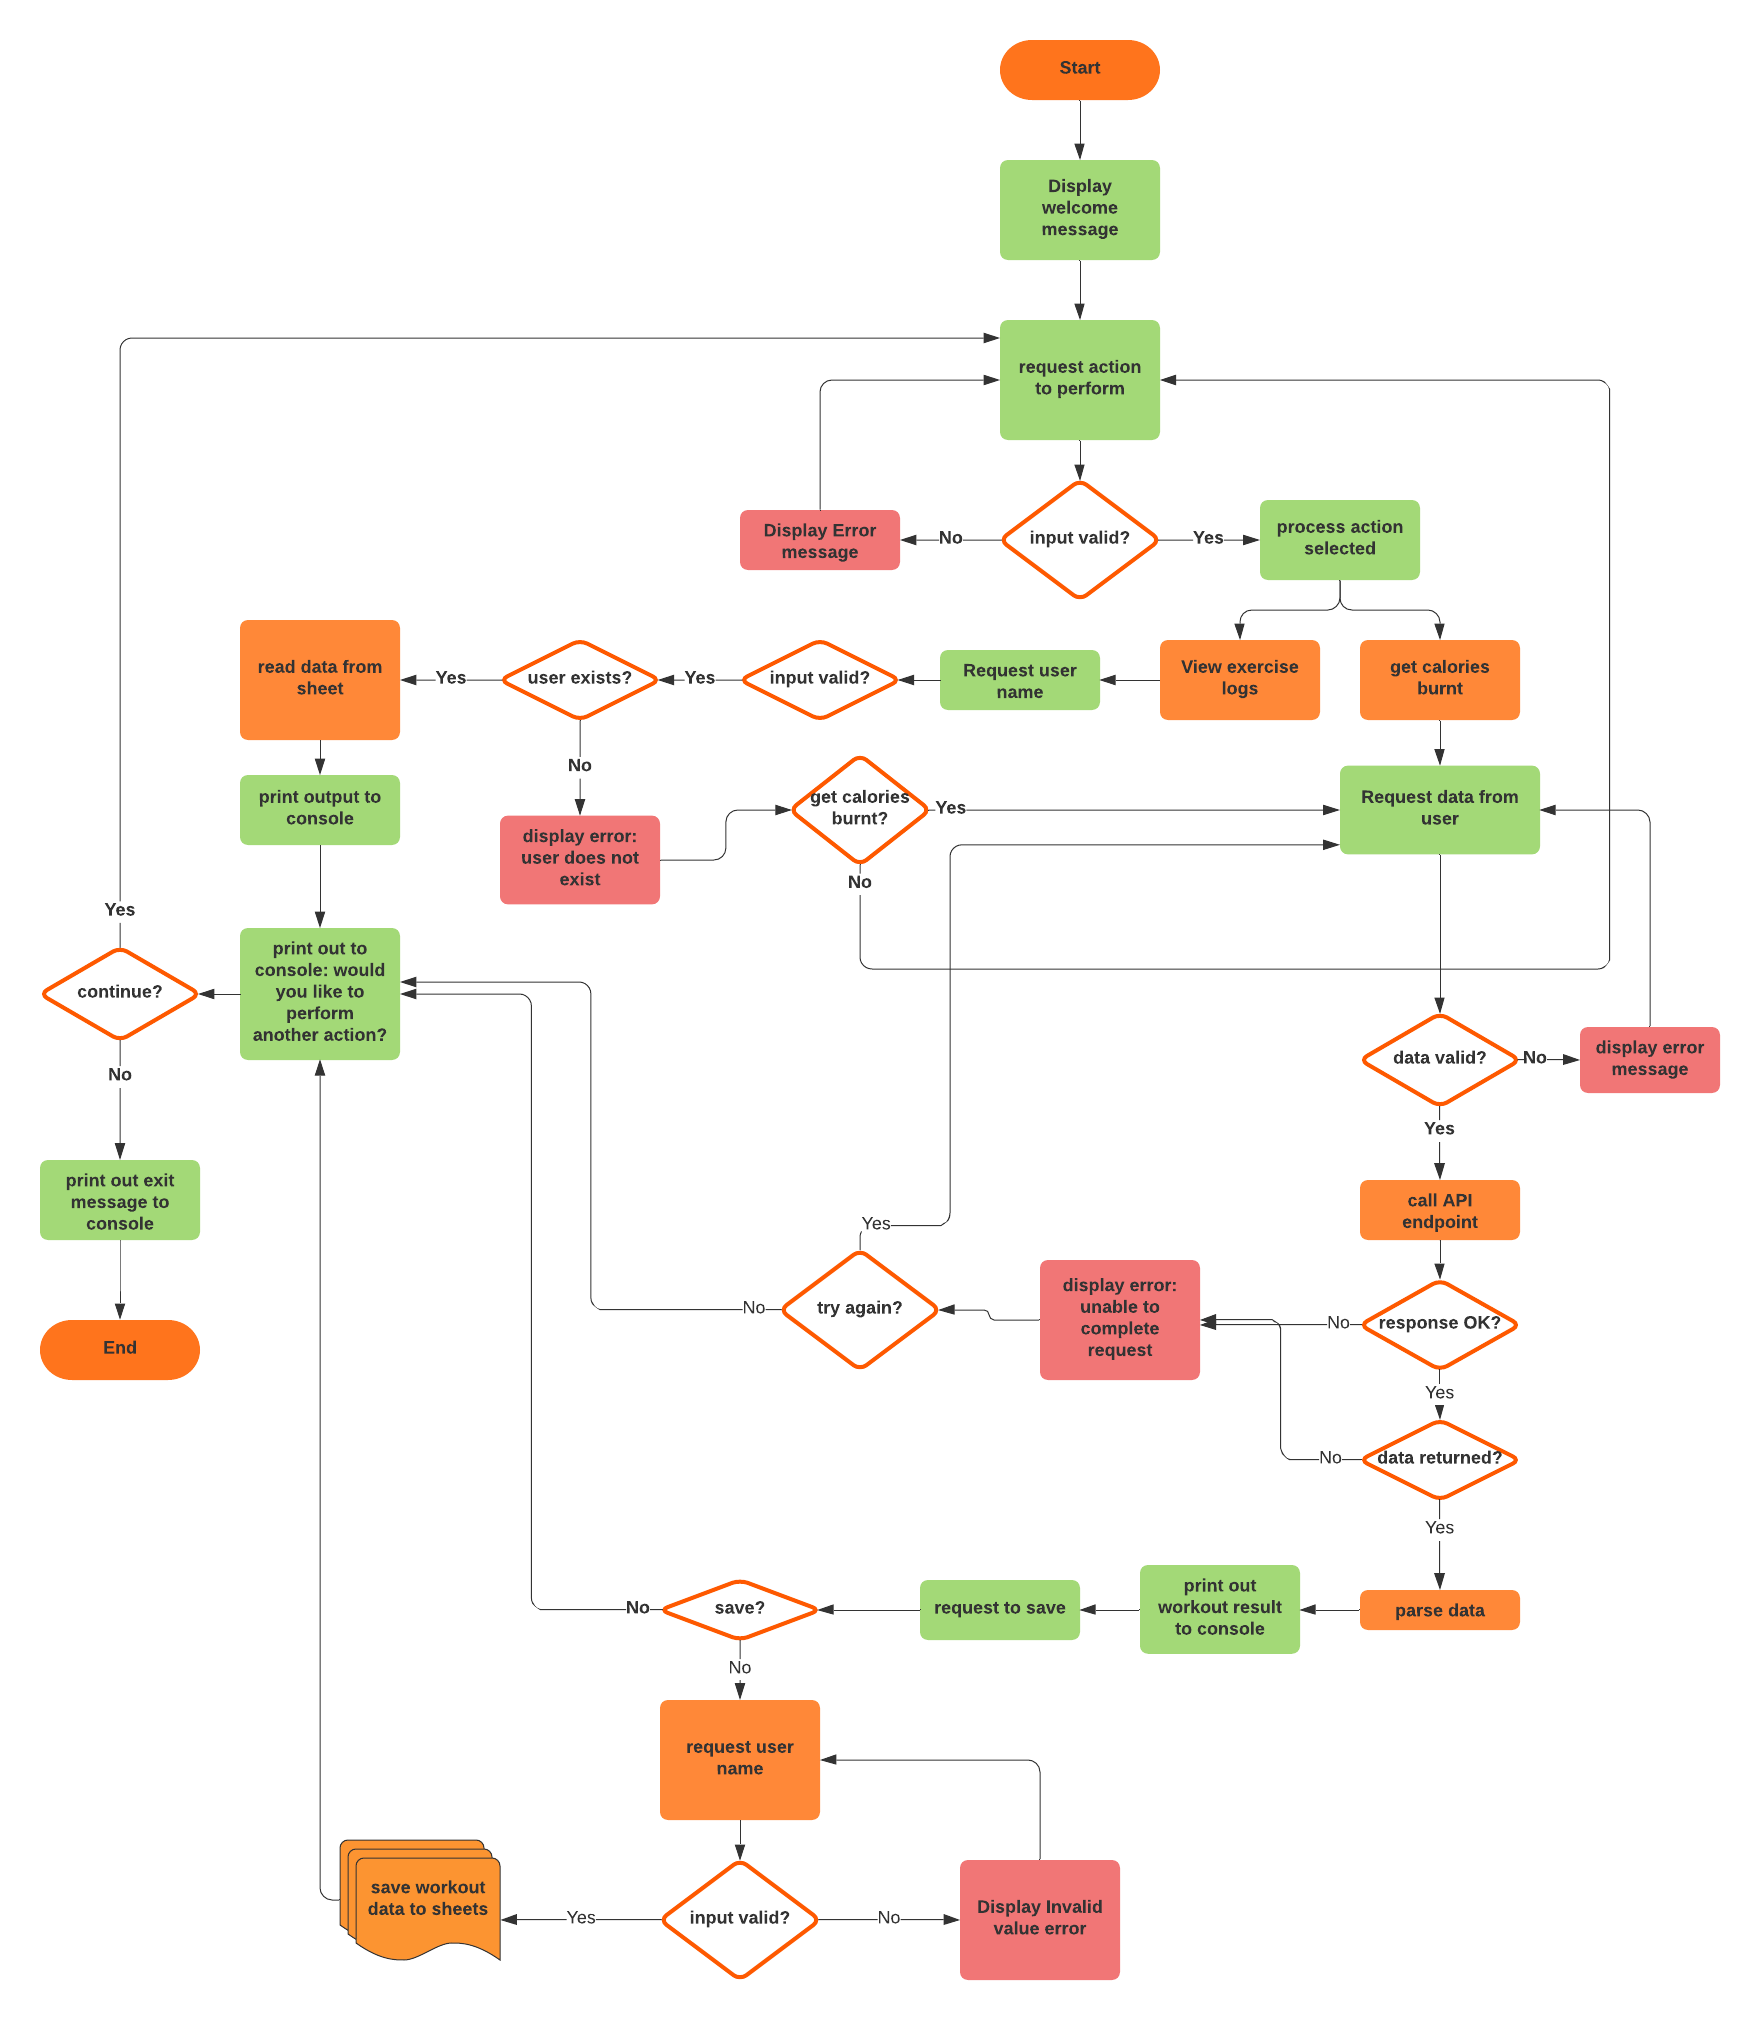 Start
Display
welcome
message
request action
to perform
Display Error
message
No
input valid?
Yes
process action
selected
read data from
sheet
Yes
user exists?
Yes
input valid?
Request user
name
View exercise
logs
get calories
burnt
No
print output to
console
display error:
user does not
exist
get calories
burnt?
Yes
No
Request data from
user
Yes
continue?
No
print out to
console: would
you like to
perform
another action?
data valid?
No
display error
message
Yes
print out exit
message to
console
call API
endpoint
End
Yes
No
try again?
display error:
unable to
complete
request
No
response OK?
Yes
No
data returned?
Yes
No
save?
request to save
print out
workout result
to console
parse data
No
request user
name
save workout
data to sheets
Yes
input valid?
No
Display Invalid
value error